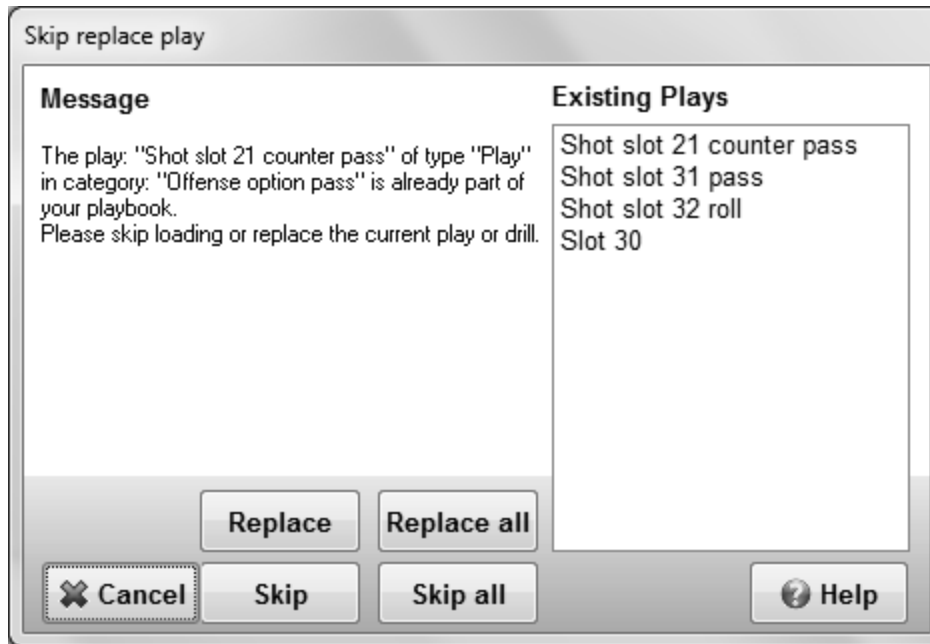 Skip replace play
Message
The play: "Shot slot 21 counter pass" of type "Play"
in category: "Offense option pass" is already part of
your playbook.
Please skip loading or replace the current play or drill.
Existing Plays
Shot slot 21 counter pass
Shot slot 31 pass
Shot slot 32 roll
Slot 30
Replace
Replace all
Cancel
Skip
Skip all
Help